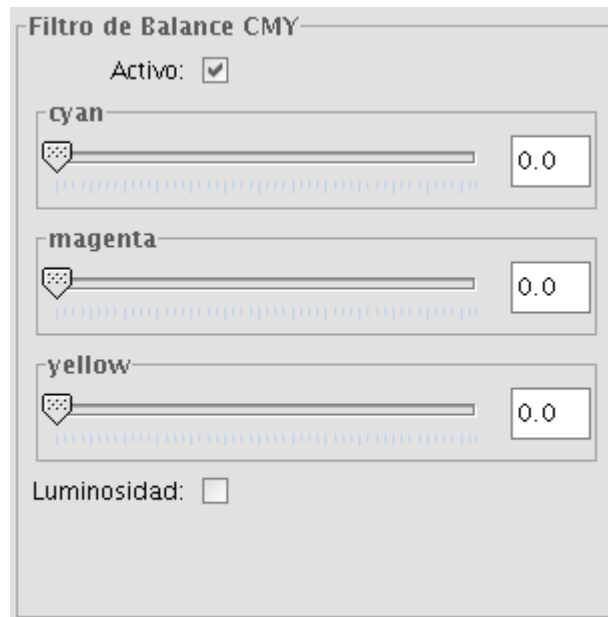 Filtro de Balance CMY
Activo:
cyan
0.0
magenta
0.0
yellow
0.0
Luminosidad: